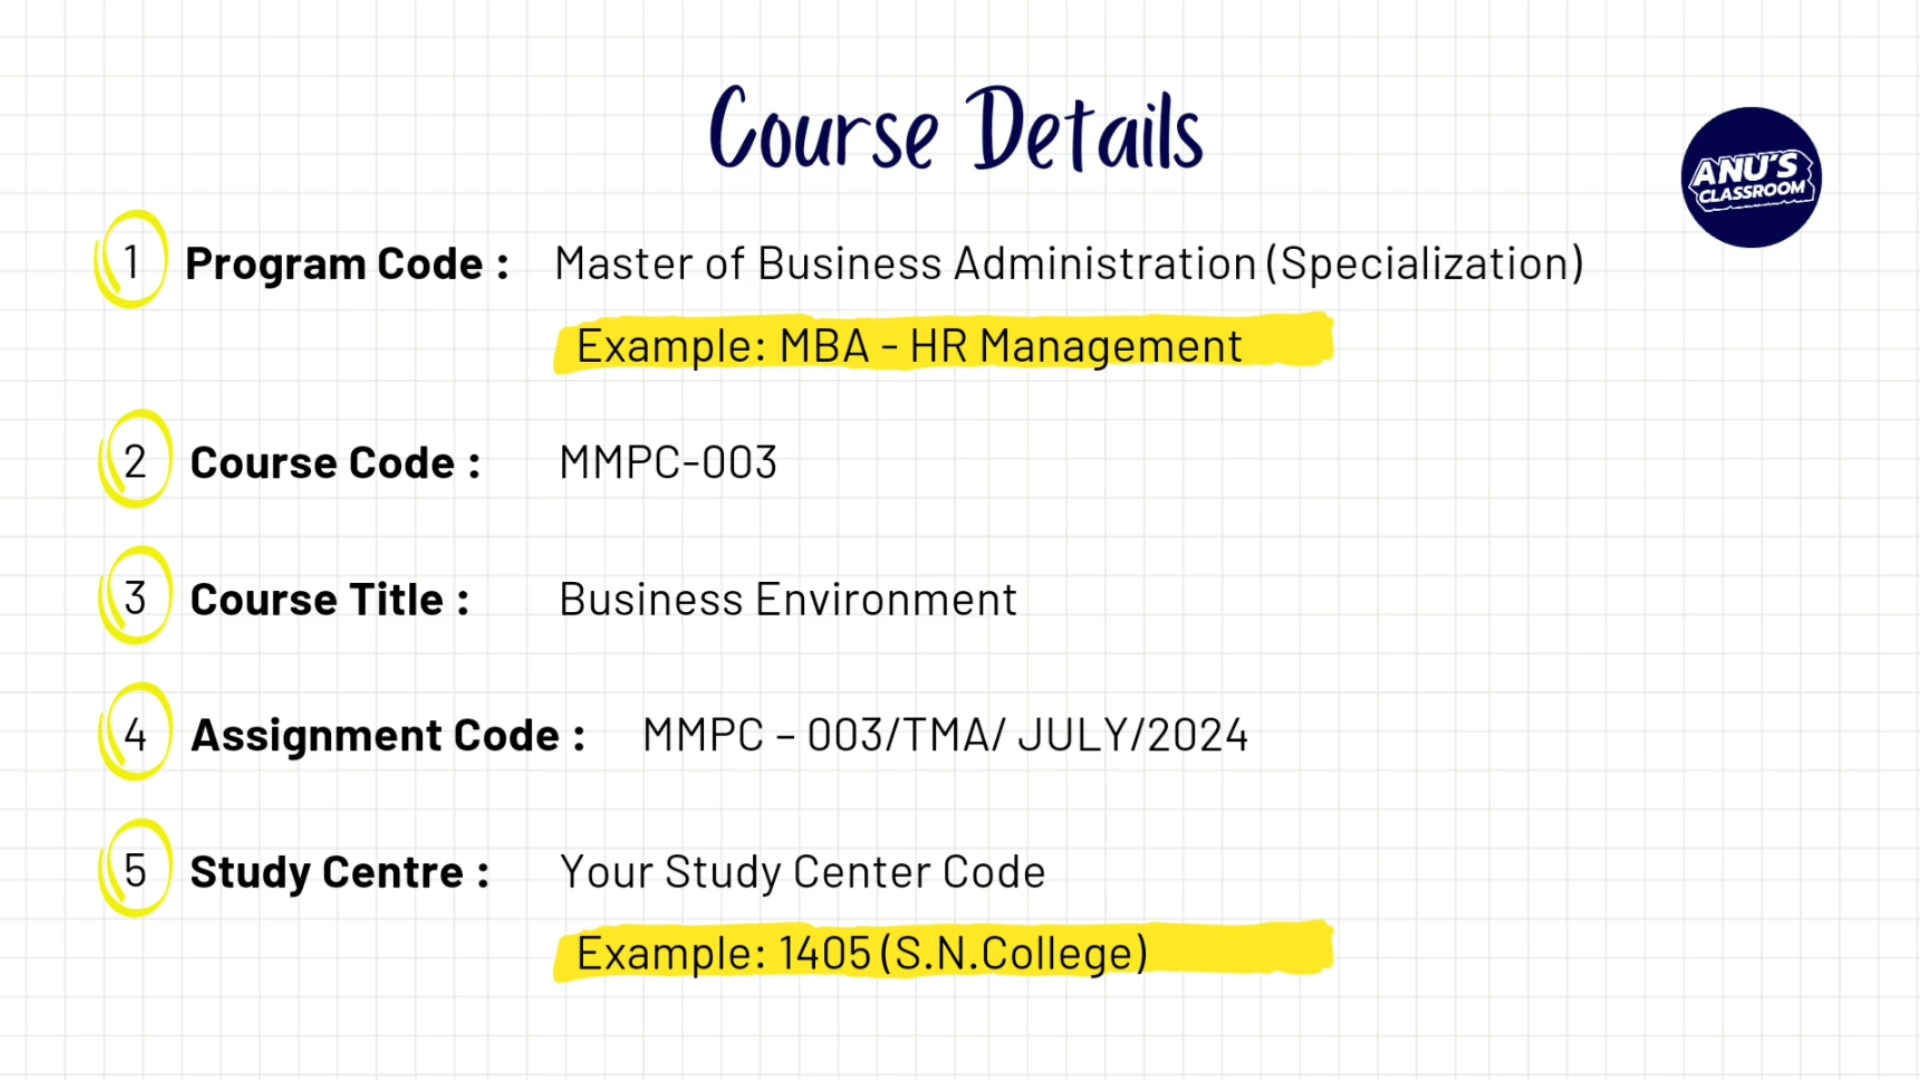 Course Details
ANU'S
CLASSROOM
1 Program Code : Master of Business Administration (Specialization)
Example: MBA - HR Management
2 Course Code : MMPC-003
3 Course Title : Business Environment
4 Assignment Code : MMPC – 003/TMA/ JULY/2024
5 Study Centre : Your Study Center Code
Example: 1405 (S.N.College)